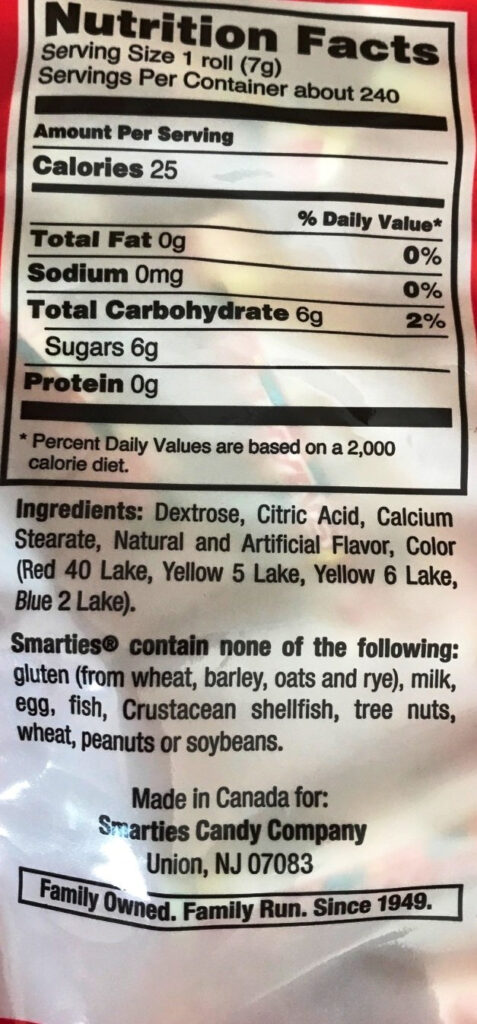 Nutrition Facts
Serving Size 1 roll (7g)
Servings Per Container about 240
Amount Per Serving
Calories 25
% Daily Value*
Total Fat 0g 0%
Sodium 0mg 0%
Total Carbohydrate 6g 2%
Sugars 6g
Protein 0g
* Percent Daily Values are based on a 2,000
calorie diet.
Ingredients: Dextrose, Citric Acid, Calcium
Stearate, Natural and Artificial Flavor, Color
(Red 40 Lake, Yellow 5 Lake, Yellow 6 Lake,
Blue 2 Lake).
Smarties® contain none of the following:
gluten (from wheat, barley, oats and rye), milk,
egg, fish, Crustacean shellfish, tree nuts,
wheat, peanuts or soybeans.
Made in Canada for:
Smarties Candy Company
Union, NJ 07083
Family Owned. Family Run. Since 1949.